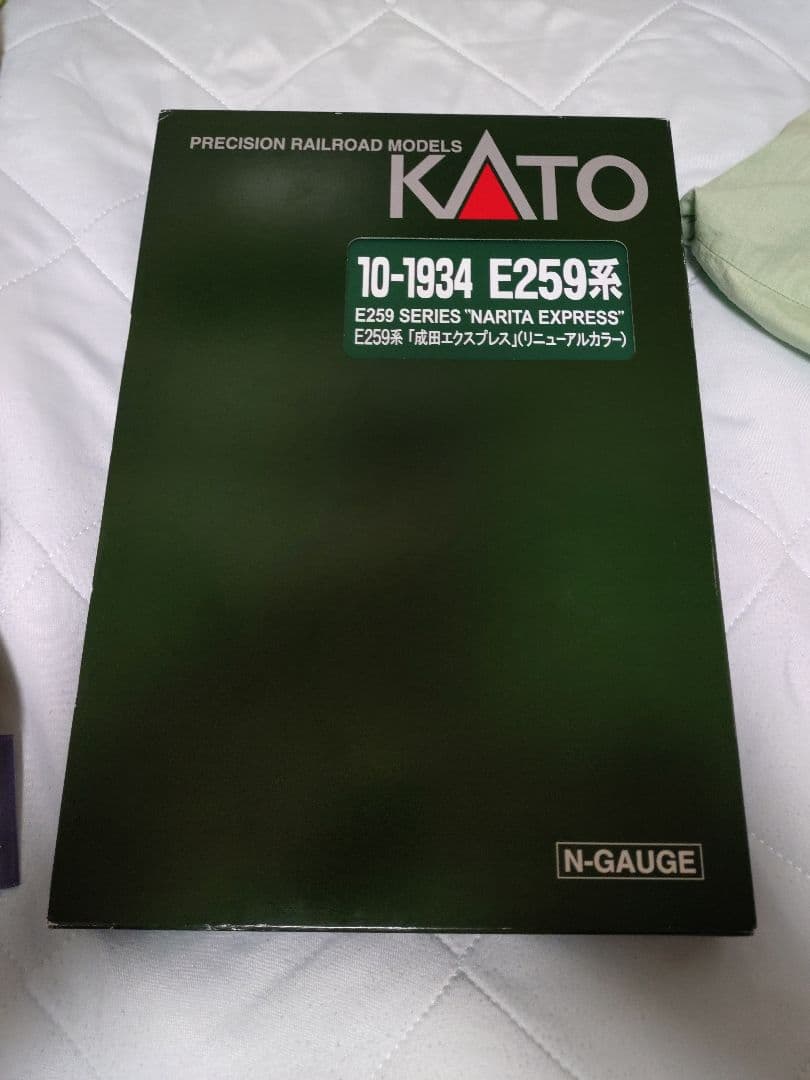 PRECISION RAILROAD MODELS
KATO
10-1934 E259系
E259 SERIES "NARITA EXPRESS"
E259系「成田エクスプレス」(リニューアルカラー)
N-GAUGE